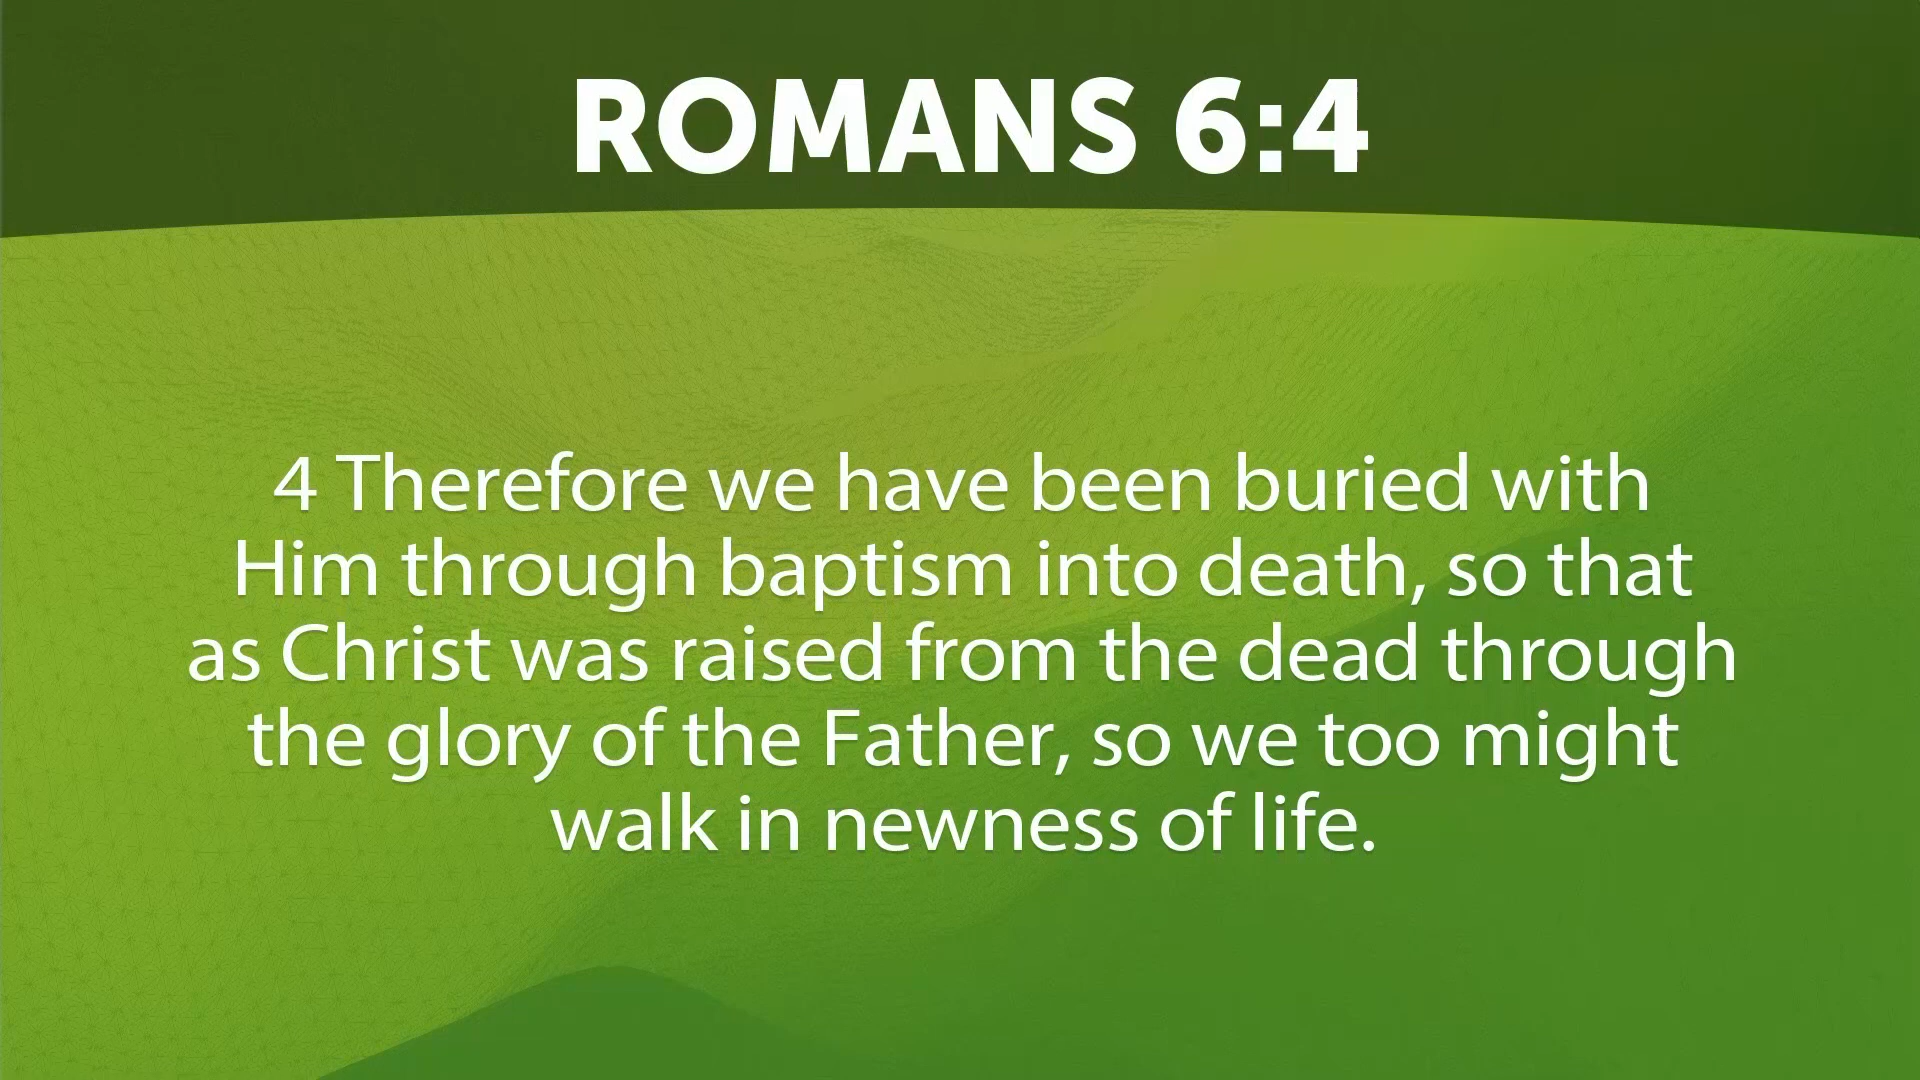 ROMANS 6:4
4 Therefore we have been buried with
Him through baptism into death, so that
as Christ was raised from the dead through
the glory of the Father, so we too might
walk in newness of life.